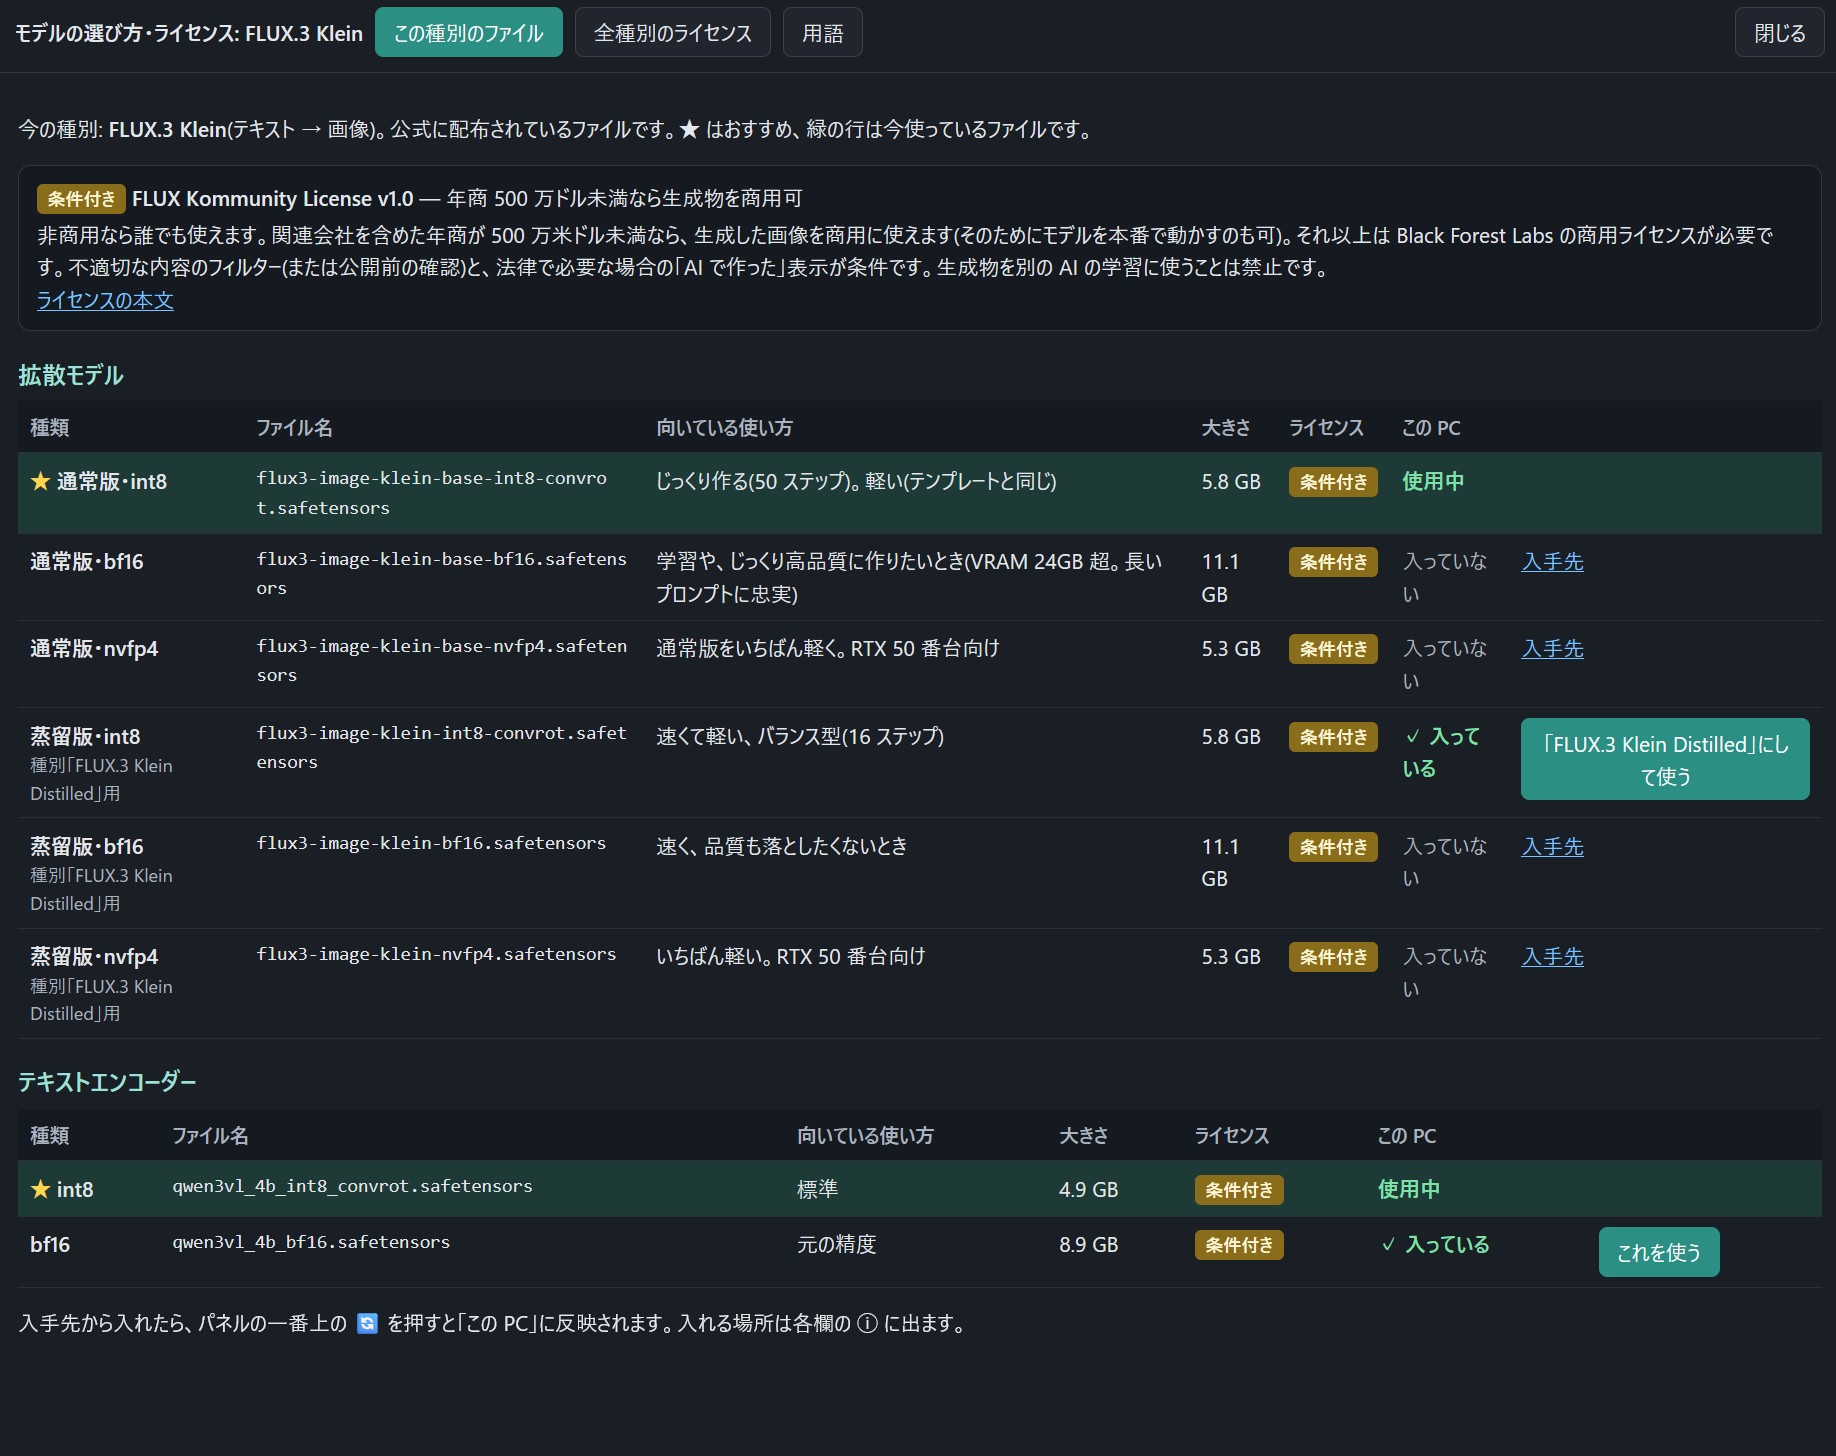 モデルの選び方・ライセンス: FLUX.3 Klein この種別のファイル 全種別のライセンス 用語 閉じる
今の種別: FLUX.3 Klein(テキスト → 画像)。公式に配布されているファイルです。★ はおすすめ、緑の行は今使っているファイルです。
条件付き FLUX Kommunity License v1.0 — 年商 500 万ドル未満なら生成物を商用可
非商用なら誰でも使えます。関連会社を含めた年商が 500 万米ドル未満なら、生成した画像を商用に使えます(そのためにモデルを本番で動かすのも可)。それ以上は Black Forest Labs の商用ライセンスが必要で
す。不適切な内容のフィルター(または公開前の確認)と、法律で必要な場合の「AI で作った」表示が条件です。生成物を別の AI の学習に使うことは禁止です。
ライセンスの本文
拡散モデル
種類 ファイル名 向いている使い方 大きさ ライセンス この PC
★ 通常版・int8 flux3-image-klein-base-int8-convro じっくり作る(50 ステップ)。軽い(テンプレートと同じ) 5.8 GB 条件付き 使用中
t.safetensors
通常版・bf16 flux3-image-klein-base-bf16.safetens 学習や、じっくり高品質に作りたいとき(VRAM 24GB 超。長い 11.1 条件付き 入っていな 入手先
ors プロンプトに忠実) GB い
通常版・nvfp4 flux3-image-klein-base-nvfp4.safeten 通常版をいちばん軽く。RTX 50 番台向け 5.3 GB 条件付き 入っていな 入手先
sors い
蒸留版・int8 flux3-image-klein-int8-convrot.safet 速くて軽い、バランス型(16 ステップ) 5.8 GB 条件付き ✓ 入って 「FLUX.3 Klein Distilled」にし
種別「FLUX.3 Klein ensors いる て使う
Distilled」用
蒸留版・bf16 flux3-image-klein-bf16.safetensors 速く、品質も落としたくないとき 11.1 条件付き 入っていな 入手先
種別「FLUX.3 Klein GB い
Distilled」用
蒸留版・nvfp4 flux3-image-klein-nvfp4.safetensors いちばん軽い。RTX 50 番台向け 5.3 GB 条件付き 入っていな 入手先
種別「FLUX.3 Klein い
Distilled」用
テキストエンコーダー
種類 ファイル名 向いている使い方 大きさ ライセンス この PC
★ int8 qwen3vl_4b_int8_convrot.safetensors 標準 4.9 GB 条件付き 使用中
bf16 qwen3vl_4b_bf16.safetensors 元の精度 8.9 GB 条件付き ✓ 入っている これを使う
入手先から入れたら、パネルの一番上の 🔄 を押すと「この PC」に反映されます。入れる場所は各欄の ⓘ に出ます。